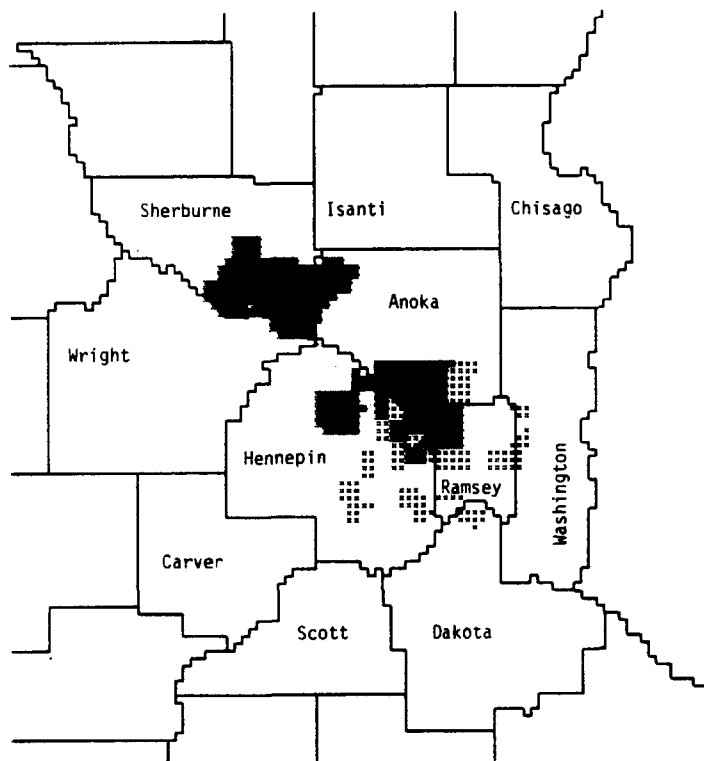 Sherburne
Isanti
Chisago
Anoka
Wright
Hennepin
Ramsey
Washington
Carver
Scott
Dakota